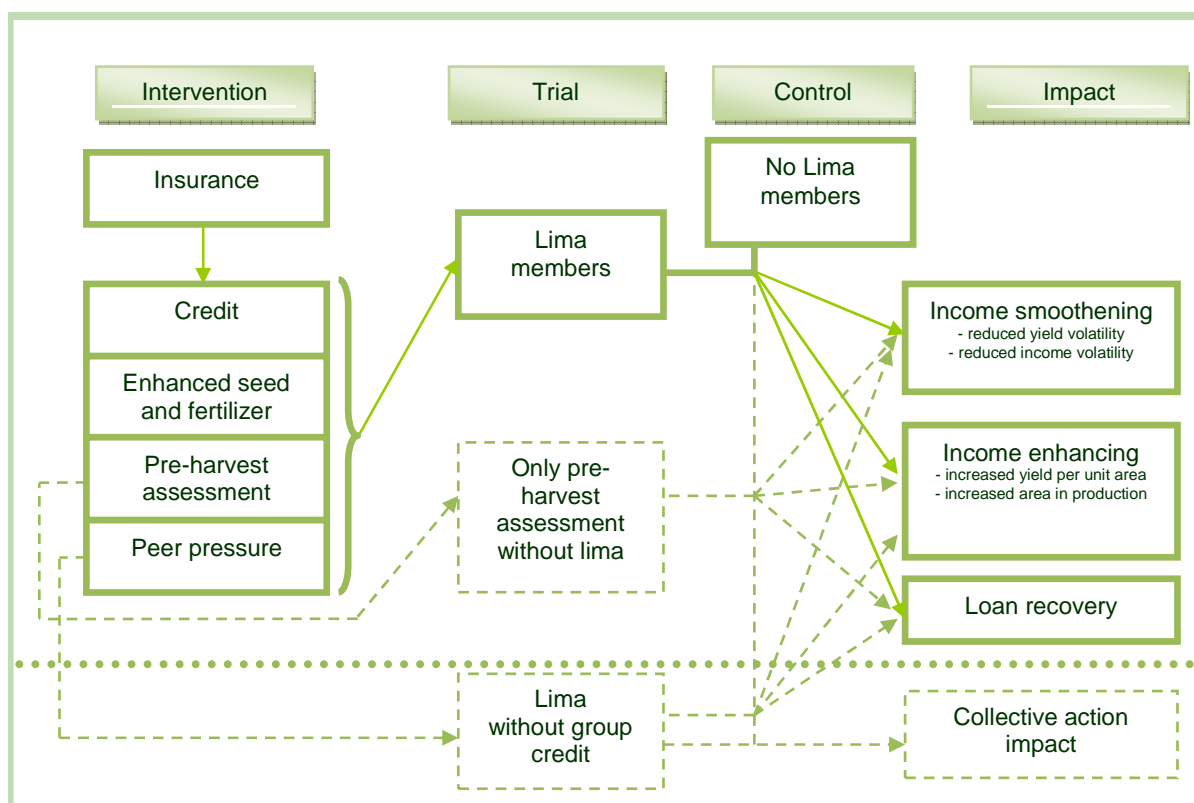 Intervention
Trial
Control
Impact
Insurance
No Lima
members
Lima
members
Credit
Enhanced seed
and fertilizer
Pre-harvest
assessment
Peer pressure
Only pre-
harvest
assessment
without lima
Income smoothening
- reduced yield volatility
- reduced income volatility
Income enhancing
- increased yield per unit area
- increased area in production
Loan recovery
Lima
without group
credit
Collective action
impact